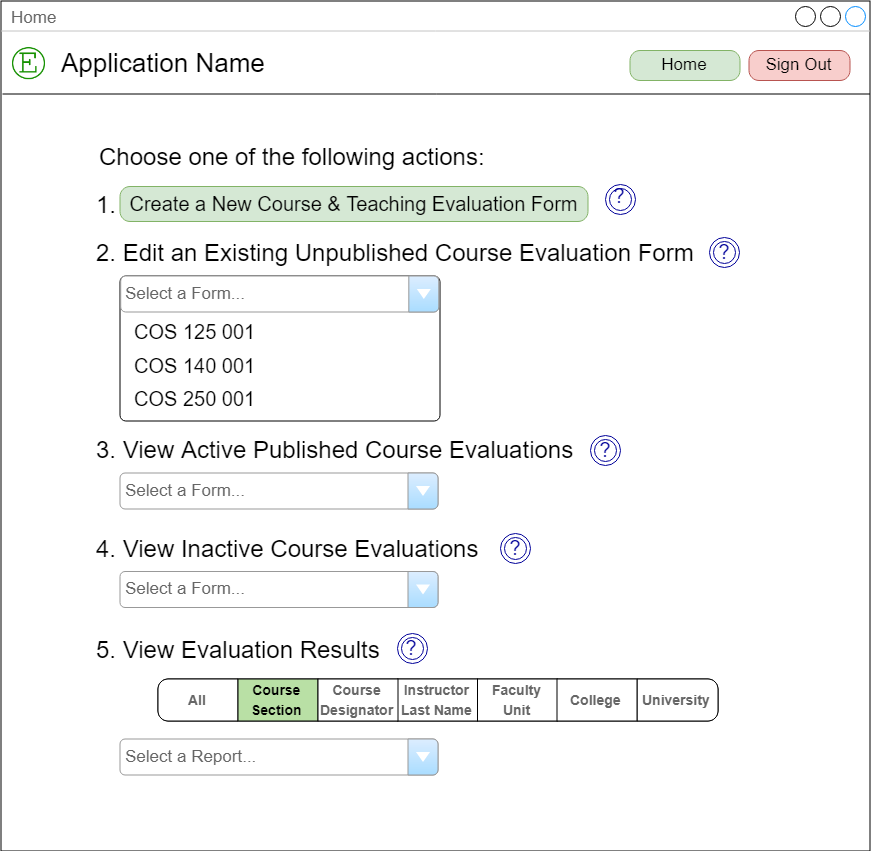 Home
E Application Name Home Sign Out
Choose one of the following actions:
1. Create a New Course & Teaching Evaluation Form ?
2. Edit an Existing Unpublished Course Evaluation Form ?
Select a Form...
COS 125 001
COS 140 001
COS 250 001
3. View Active Published Course Evaluations ?
Select a Form...
4. View Inactive Course Evaluations ?
Select a Form...
5. View Evaluation Results ?
All
Course
Section
Course
Designator
Instructor
Last Name
Faculty
Unit
College
University
Select a Report...